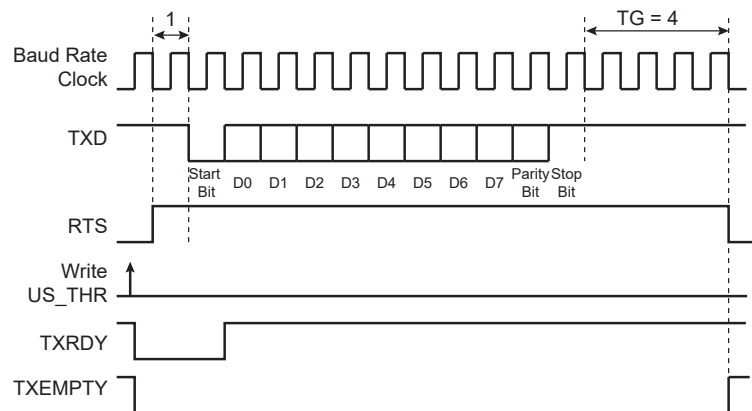 1
TG = 4
Baud Rate
Clock
TXD
Start
Bit
D0
D1
D2
D3
D4
D5
D6
D7
Parity
Bit
Stop
Bit
RTS
Write
US_THR
TXRDY
TXEMPTY